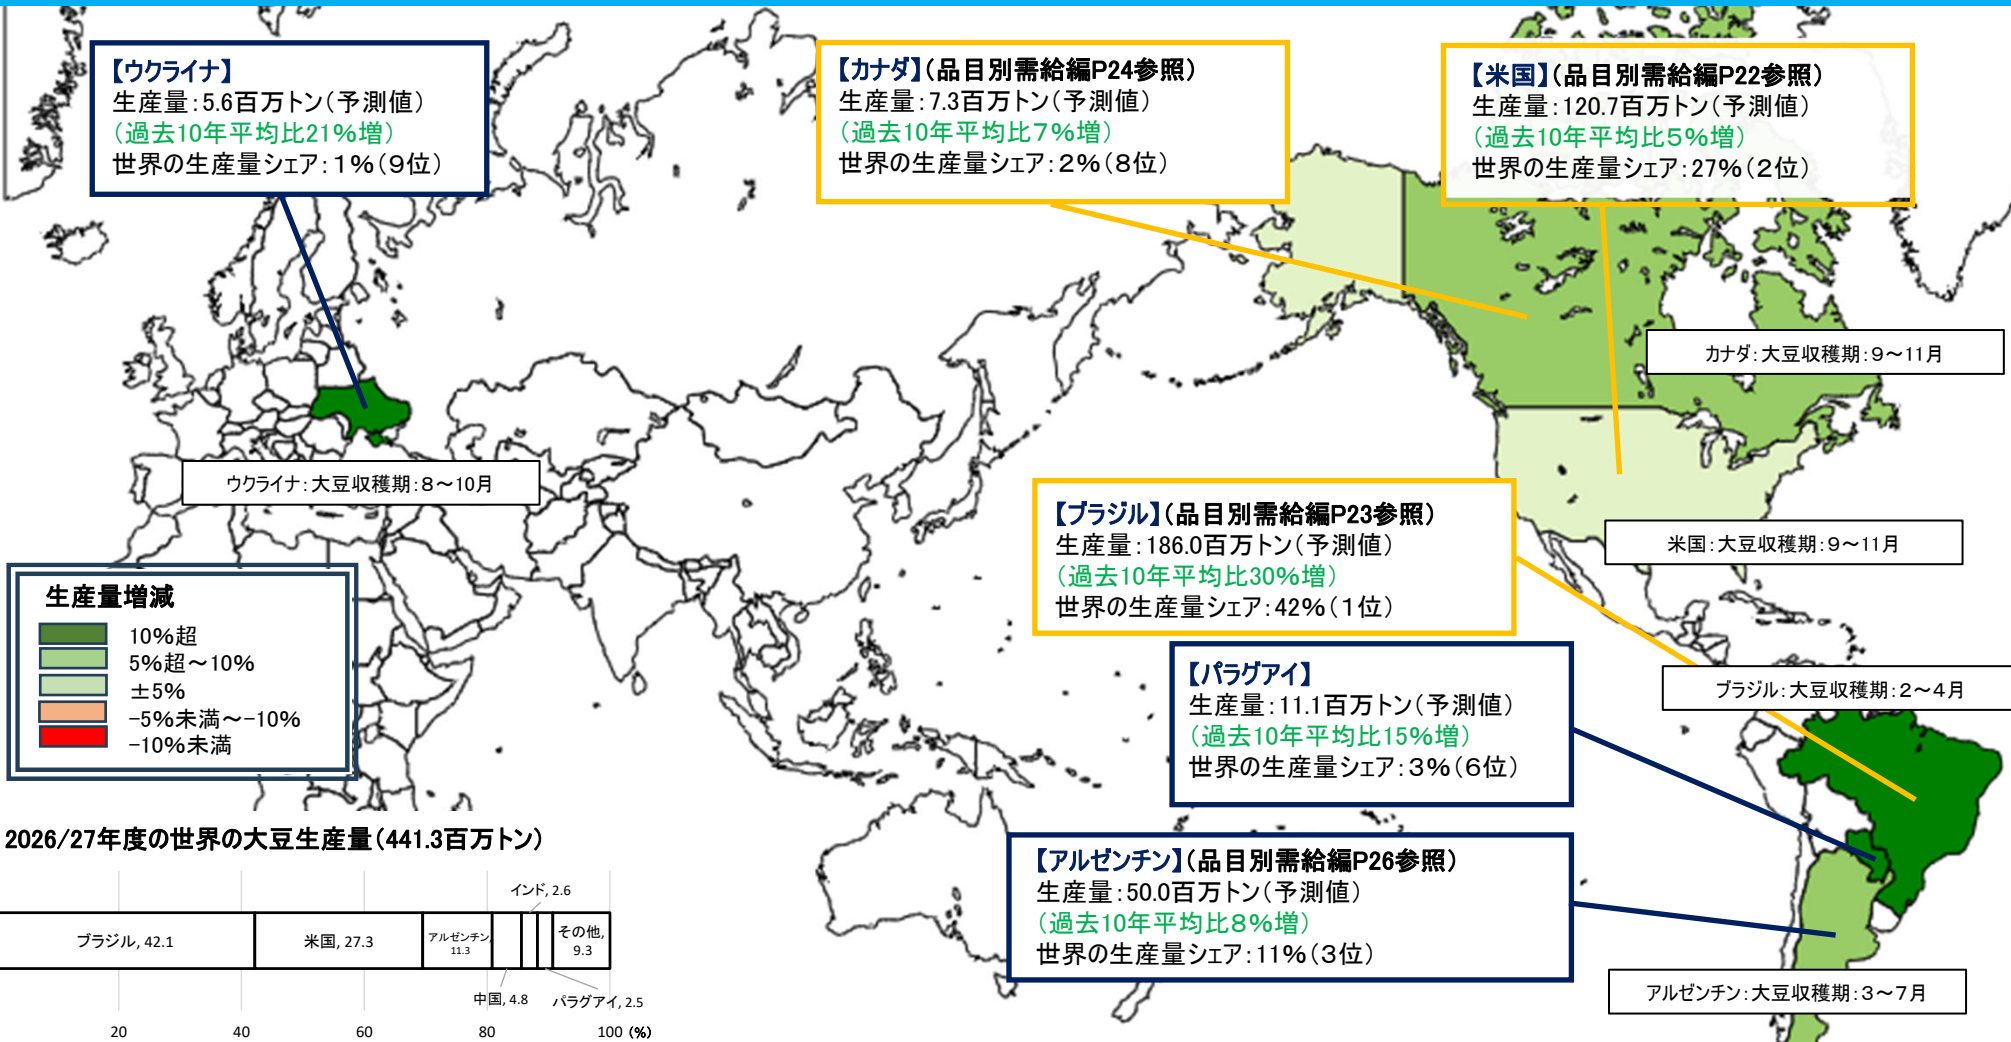 【ウクライナ】
生産量:5.6百万トン(予測値)
(過去10年平均比21%増)
世界の生産量シェア:1%(9位)
【カナダ】(品目別需給編P24参照)
生産量:7.3百万トン(予測値)
(過去10年平均比7%増)
世界の生産量シェア:2%(8位)
【米国】(品目別需給編P22参照)
生産量:120.7百万トン(予測値)
(過去10年平均比5%増)
世界の生産量シェア:27%(2位)
カナダ:大豆収穫期:9~11月
ウクライナ:大豆収穫期:8~10月
【ブラジル】(品目別需給編P23参照)
生産量:186.0百万トン(予測値)
(過去10年平均比30%増)
世界の生産量シェア:42%(1位)
米国:大豆収穫期:9~11月
生産量増減
10%超
5%超~10%
±5%
-5%未満~-10%
-10%未満
【パラグアイ】
生産量:11.1百万トン(予測値)
(過去10年平均比15%増)
世界の生産量シェア:3%(6位)
ブラジル:大豆収穫期:2~4月
2026/27年度の世界の大豆生産量(441.3百万トン)
【アルゼンチン】(品目別需給編P26参照)
生産量:50.0百万トン(予測値)
(過去10年平均比8%増)
世界の生産量シェア:11%(3位)
アルゼンチン:大豆収穫期:3~7月
インド, 2.6
ブラジル, 42.1
米国, 27.3
アルゼンチン,
11.3
その他,
9.3
中国, 4.8
パラグアイ, 2.5
20
40
60
80
100 (%)